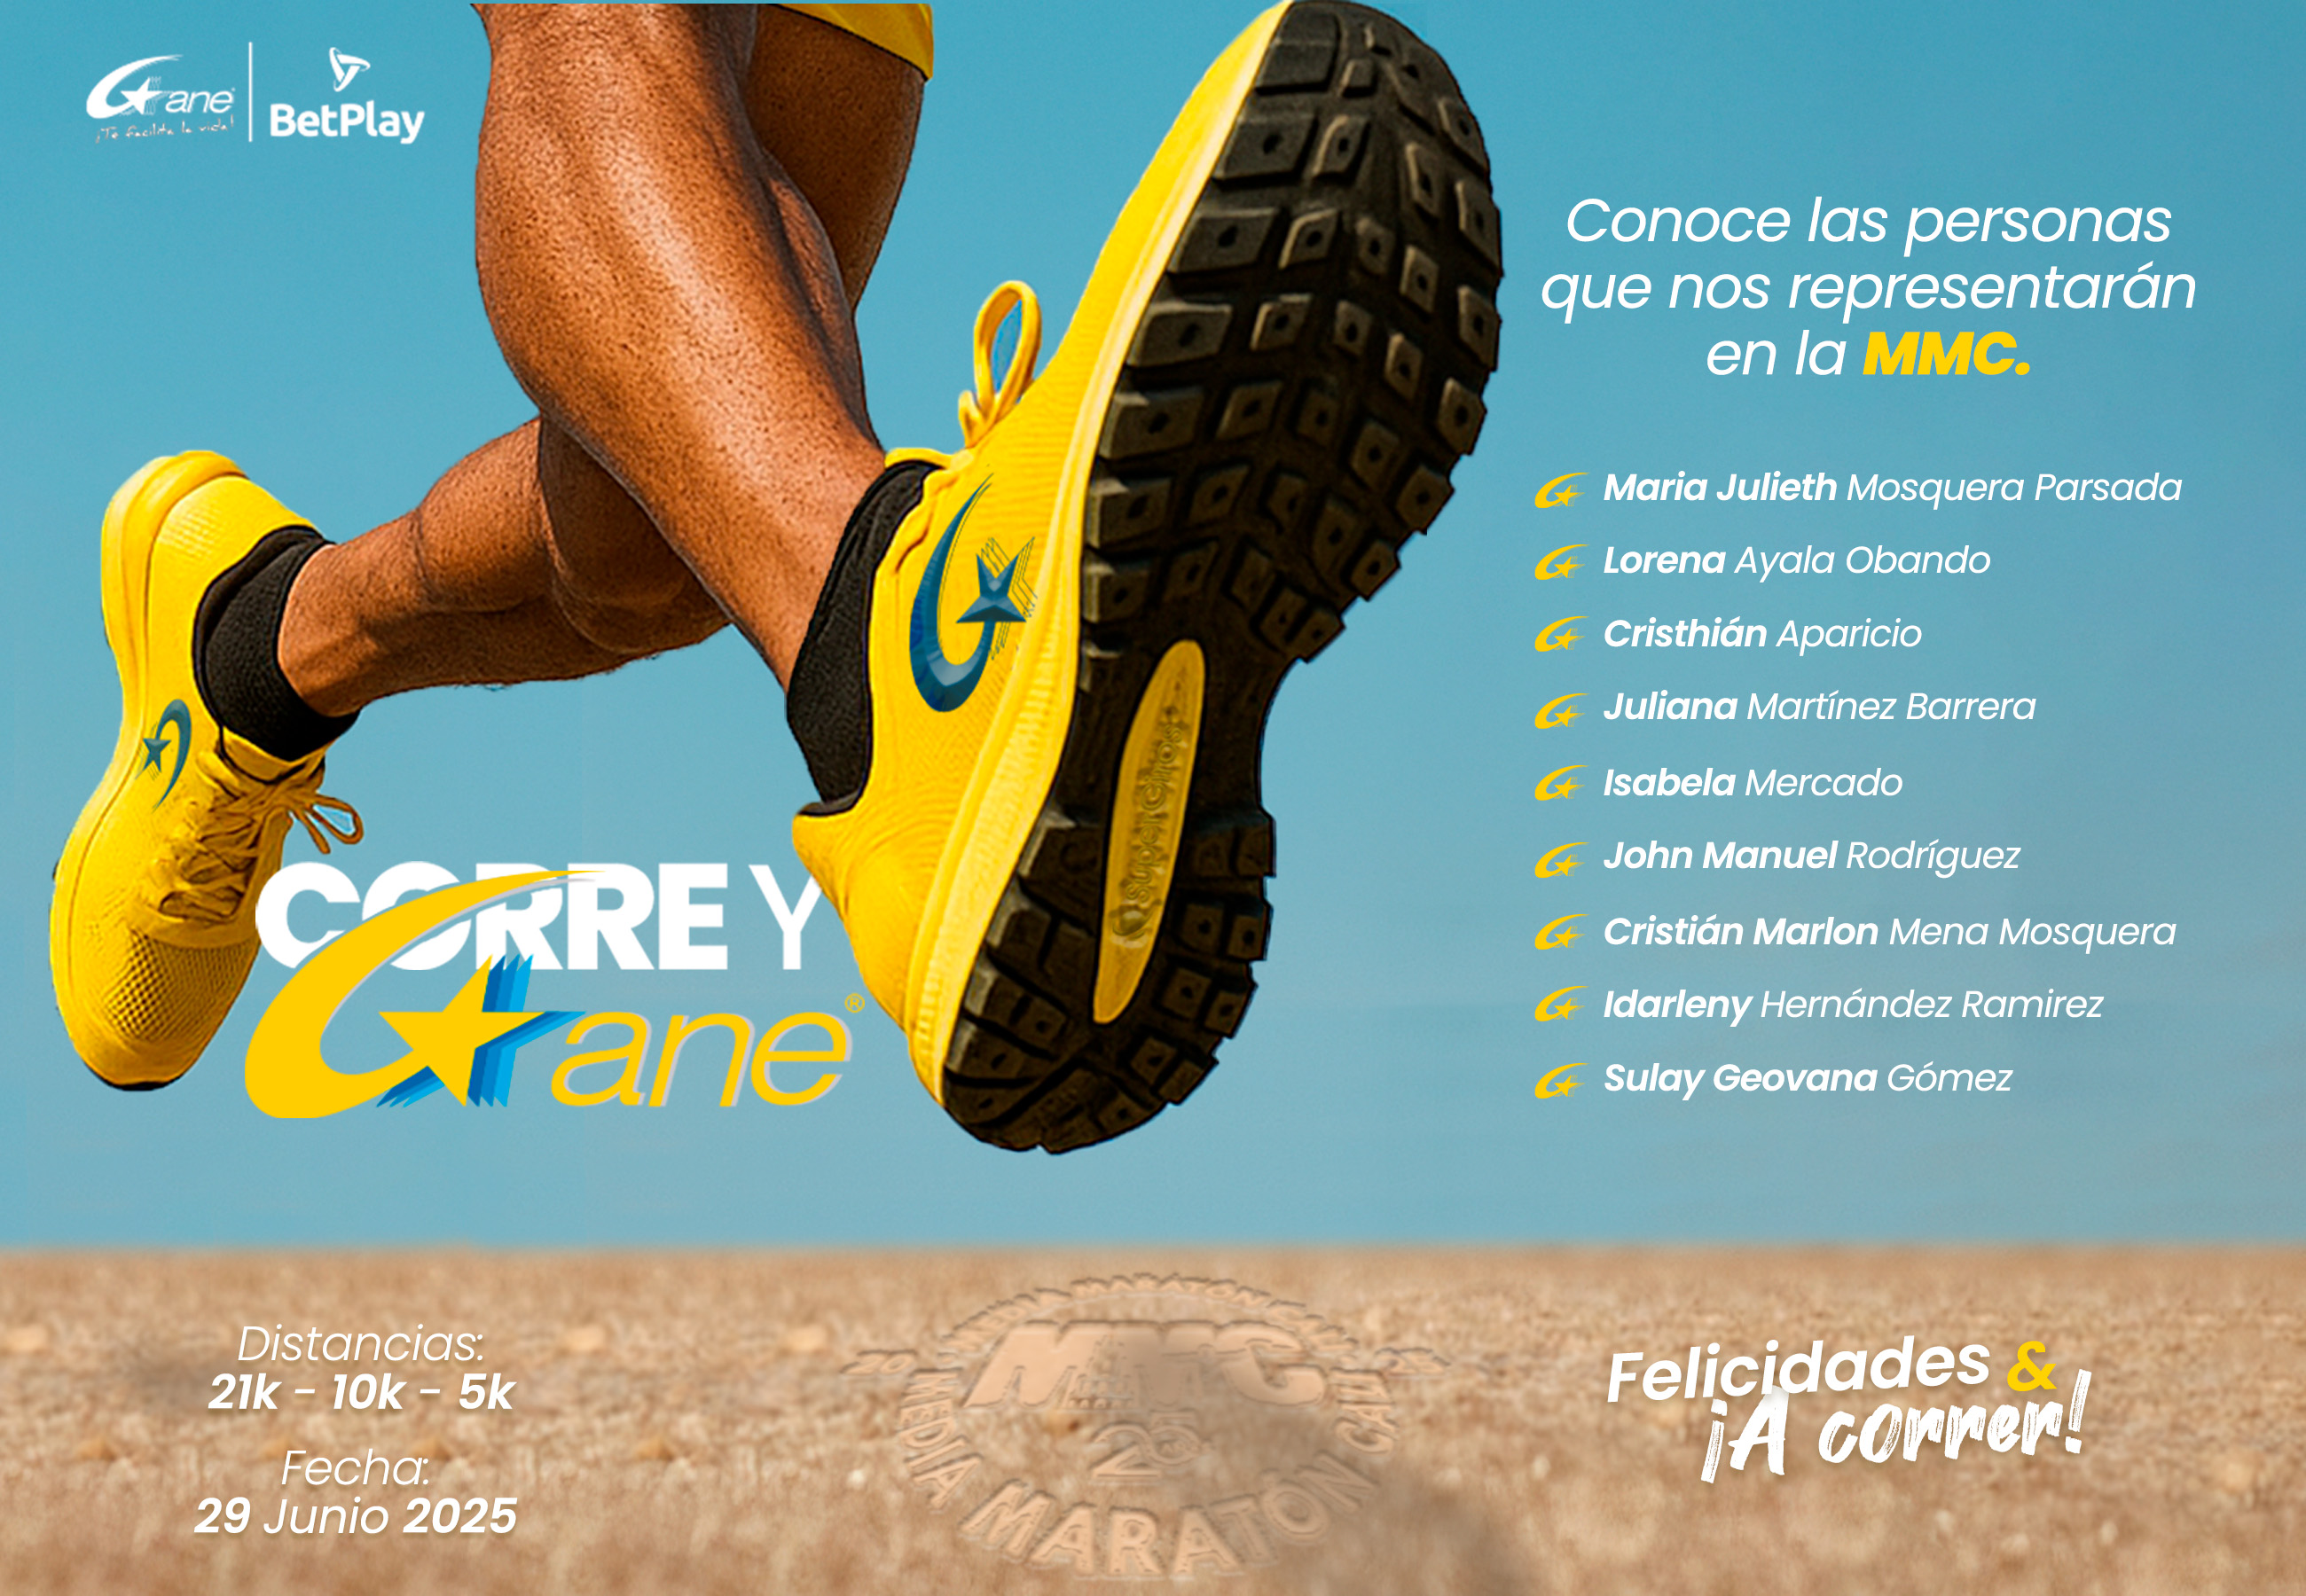 Gane
¡Te facilita la vida!
BetPlay
Conoce las personas
que nos representarán
en la MMC.
Maria Julieth Mosquera Parsada
Lorena Ayala Obando
Cristhián Aparicio
Juliana Martínez Barrera
Isabela Mercado
John Manuel Rodríguez
Cristián Marlon Mena Mosquera
Idarleny Hernández Ramirez
Sulay Geovana Gómez
superGiros
CORRE Y
Gane®
Distancias:
21k - 10k - 5k
Fecha:
29 Junio 2025
MMC
25
MEDIA MARATON CALI
Felicidades &
¡A correr!